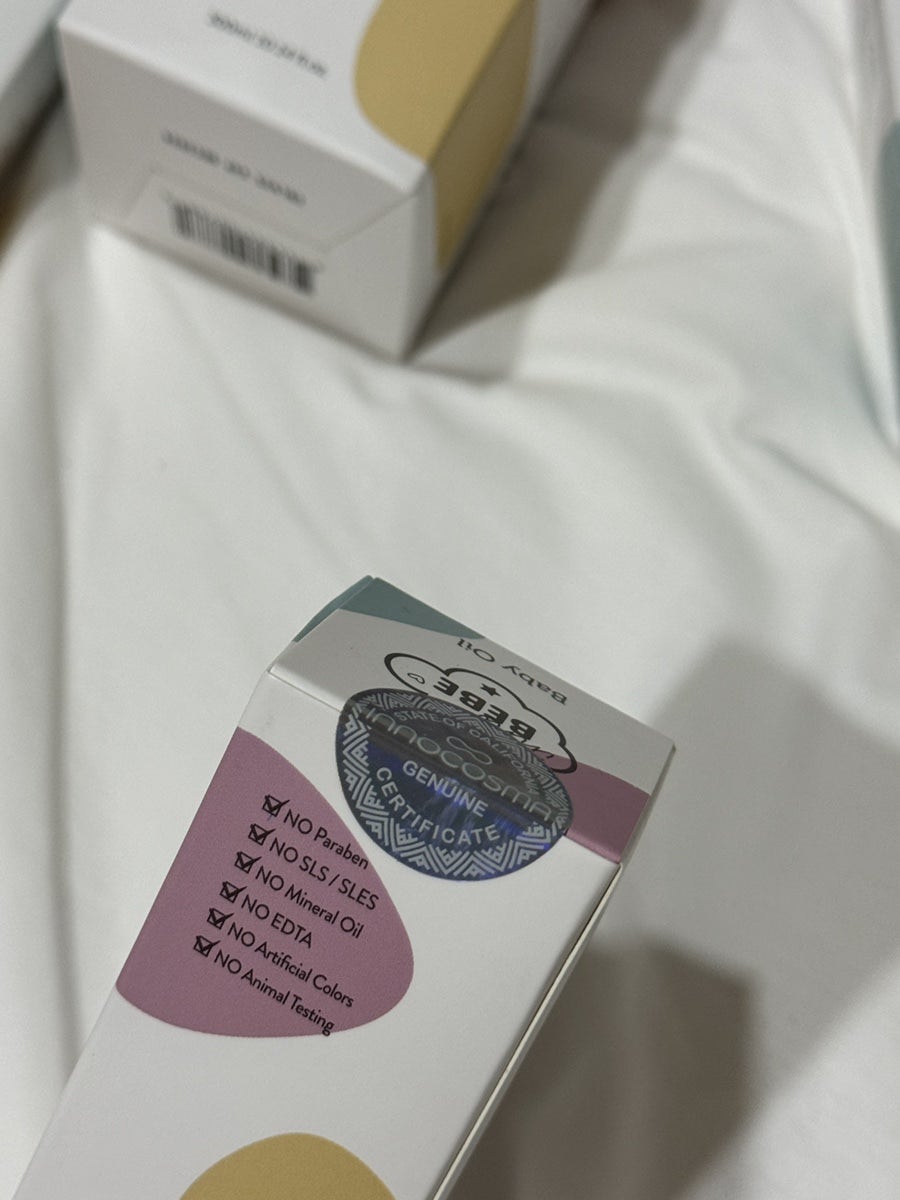 Baby Oil
BEBE
STATE OF CALIFORNIA
GENUINE
CERTIFICATE
NO Paraben
NO SLS / SLES
NO Mineral Oil
NO EDTA
NO Artificial Colors
NO Animal Testing